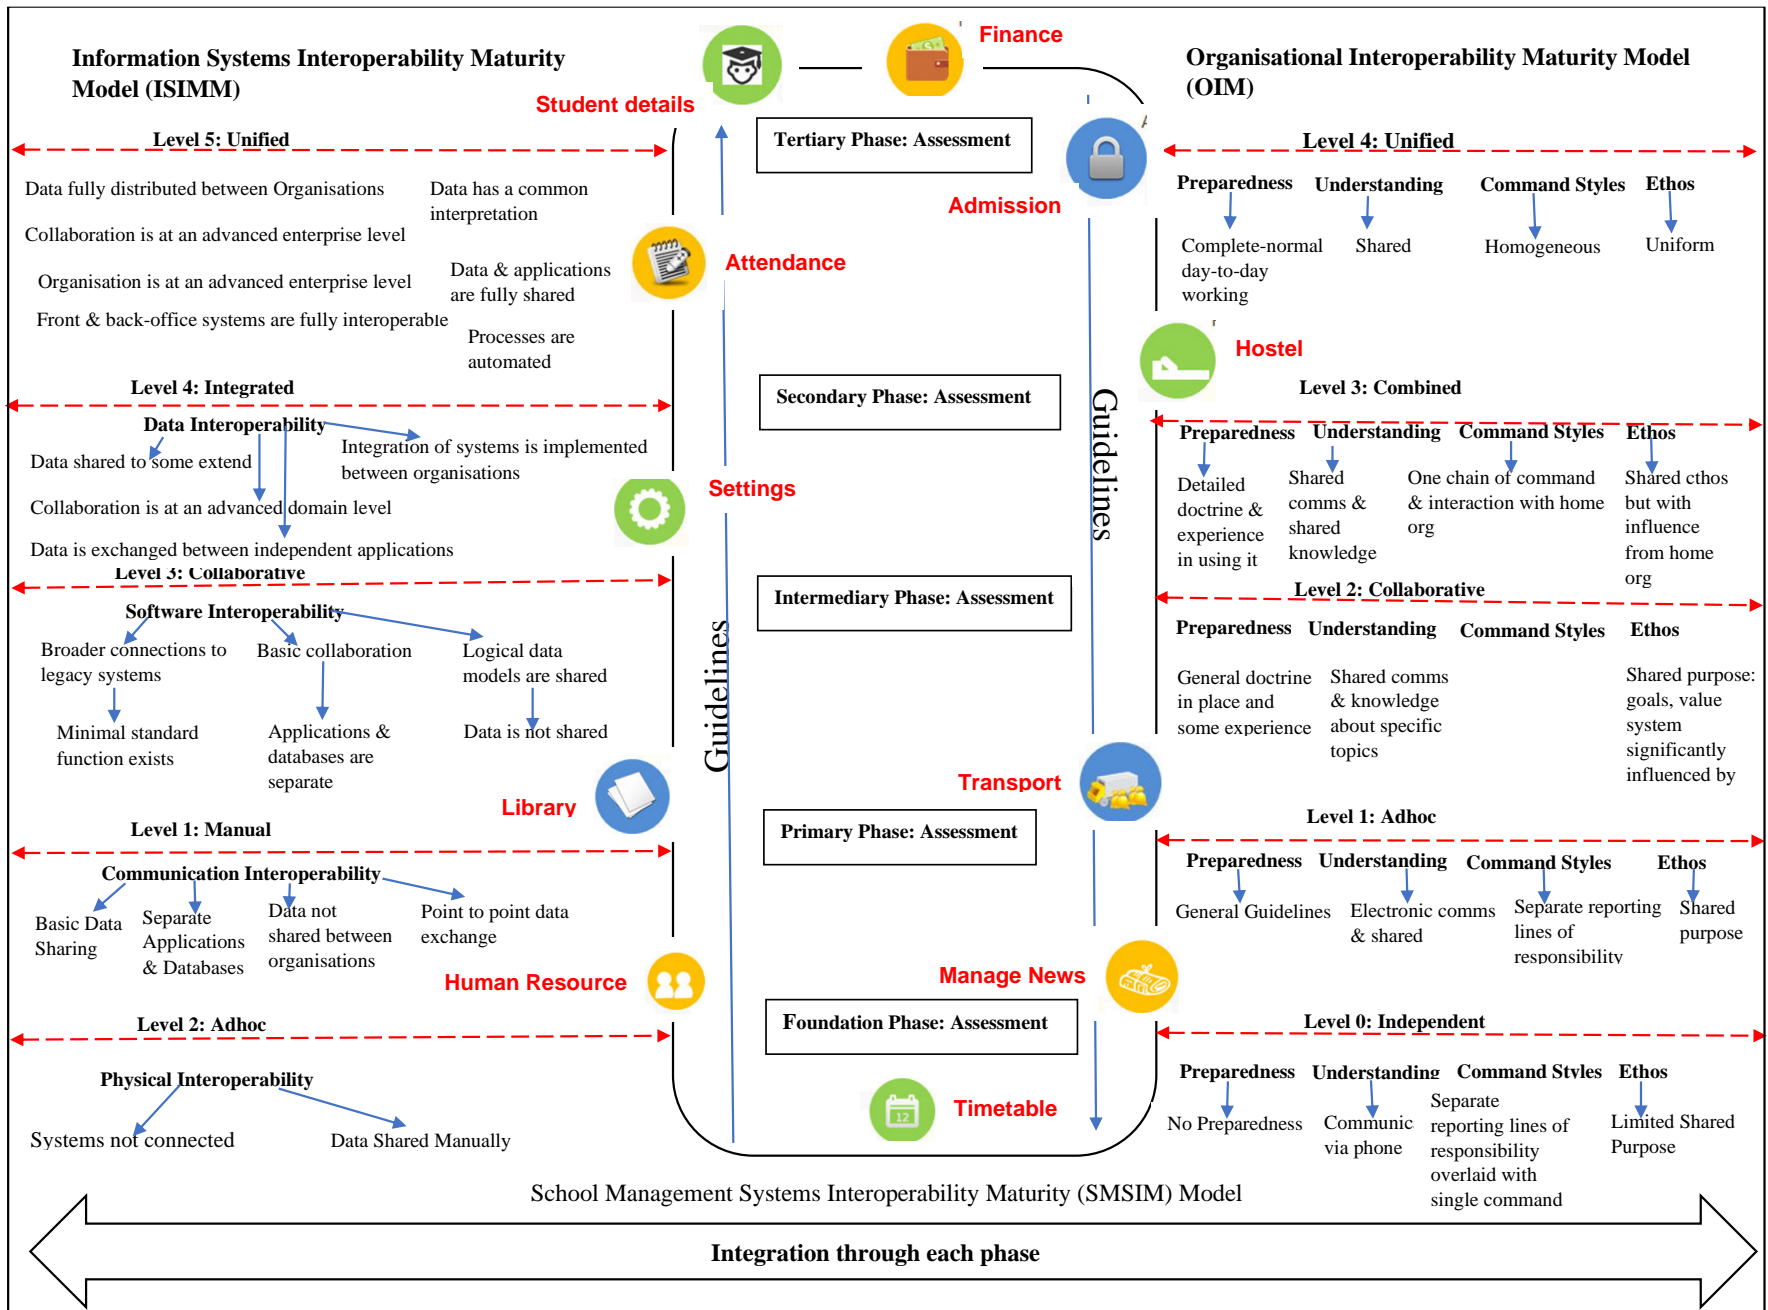 Information Systems Interoperability Maturity
Model (ISIMM)
Level 5: Unified
Data fully distributed between Organisations
Data has a common
interpretation
Collaboration is at an advanced enterprise level
Organisation is at an advanced enterprise level
Data & applications
are fully shared
Front & back-office systems are fully interoperable
Processes are
automated
Level 4: Integrated
Data Interoperability
Data shared to some extend
Integration of systems is implemented
between organisations
Collaboration is at an advanced domain level
Data is exchanged between independent applications
Level 3: Collaborative
Software Interoperability
Broader connections to
legacy systems
Basic collaboration
Logical data
models are shared
Minimal standard
function exists
Applications &
databases are
separate
Data is not shared
Level 1: Manual
Communication Interoperability
Basic Data
Sharing
Separate
Applications
& Databases
Data not
shared between
organisations
Point to point data
exchange
Level 2: Adhoc
Physical Interoperability
Systems not connected
Data Shared Manually
Student details
Finance
Admission
Attendance
Hostel
Settings
Library
Transport
Human Resource
Manage News
12
Timetable
Tertiary Phase: Assessment
Secondary Phase: Assessment
Intermediary Phase: Assessment
Primary Phase: Assessment
Foundation Phase: Assessment
Guidelines
Guidelines
Organisational Interoperability Maturity Model
(OIM)
Level 4: Unified
Preparedness Understanding Command Styles Ethos
Complete-normal
day-to-day
working
Shared
Homogeneous
Uniform
Level 3: Combined
Preparedness Understanding Command Styles Ethos
Detailed
doctrine &
experience
in using it
Shared
comms &
shared
knowledge
One chain of command
& interaction with home
org
Shared cthos
but with
influence
from home
org
Level 2: Collaborative
Preparedness Understanding Command Styles Ethos
General doctrine
in place and
some experience
Shared comms
& knowledge
about specific
topics
Shared purpose:
goals, value
system
significantly
influenced by
Level 1: Adhoc
Preparedness Understanding Command Styles Ethos
General Guidelines
Electronic comms
& shared
Separate reporting
lines of
responsibility
Shared
purpose
Level 0: Independent
Preparedness Understanding Command Styles Ethos
No Preparedness
Communic
via phone
Separate
reporting lines of
responsibility
overlaid with
single command
Limited Shared
Purpose
School Management Systems Interoperability Maturity (SMSIM) Model
Integration through each phase